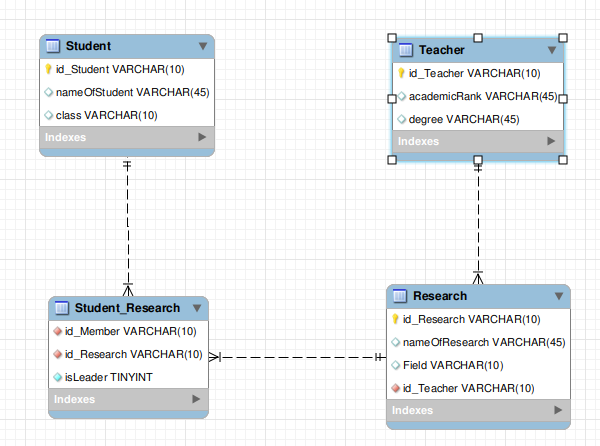 Student
id_Student VARCHAR(10)
nameOfStudent VARCHAR(45)
class VARCHAR(10)
Indexes
Teacher
id_Teacher VARCHAR(10)
academicRank VARCHAR(45)
degree VARCHAR(45)
Indexes
Student_Research
id_Member VARCHAR(10)
id_Research VARCHAR(10)
isLeader TINYINT
Indexes
Research
id_Research VARCHAR(10)
nameOfResearch VARCHAR(45)
Field VARCHAR(10)
id_Teacher VARCHAR(10)
Indexes